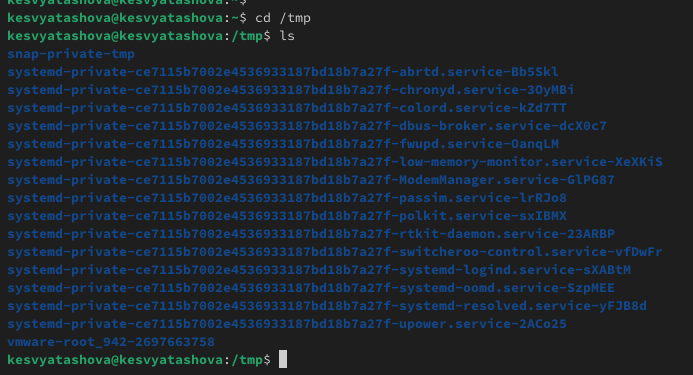 kesvyatashova@kesvyatashova:~$
kesvyatashova@kesvyatashova:~$ cd /tmp
kesvyatashova@kesvyatashova:/tmp$ ls
snap-private-tmp
systemd-private-ce7115b7002e4536933187bd18b7a27f-abrtd.service-Bb5Skl
systemd-private-ce7115b7002e4536933187bd18b7a27f-chronyd.service-3OyMBi
systemd-private-ce7115b7002e4536933187bd18b7a27f-colord.service-kZd7TT
systemd-private-ce7115b7002e4536933187bd18b7a27f-dbus-broker.service-dcX0c7
systemd-private-ce7115b7002e4536933187bd18b7a27f-fwupd.service-OanqLM
systemd-private-ce7115b7002e4536933187bd18b7a27f-low-memory-monitor.service-XeXKiS
systemd-private-ce7115b7002e4536933187bd18b7a27f-ModemManager.service-GlPG87
systemd-private-ce7115b7002e4536933187bd18b7a27f-passim.service-lrRJo8
systemd-private-ce7115b7002e4536933187bd18b7a27f-polkit.service-sxIBMX
systemd-private-ce7115b7002e4536933187bd18b7a27f-rtkit-daemon.service-23ARBP
systemd-private-ce7115b7002e4536933187bd18b7a27f-switcheroo-control.service-vfDwFr
systemd-private-ce7115b7002e4536933187bd18b7a27f-systemd-logind.service-sXABtM
systemd-private-ce7115b7002e4536933187bd18b7a27f-systemd-oomd.service-SzpMEE
systemd-private-ce7115b7002e4536933187bd18b7a27f-systemd-resolved.service-yFJB8d
systemd-private-ce7115b7002e4536933187bd18b7a27f-upower.service-2ACo25
vmware-root_942-2697663758
kesvyatashova@kesvyatashova:/tmp$